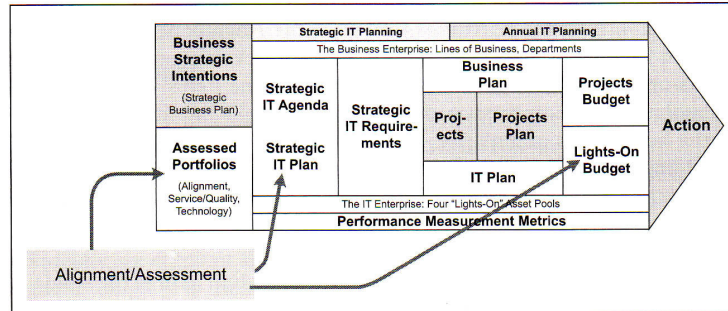 Strategic IT Planning
Annual IT Planning
The Business Enterprise: Lines of Business, Departments
Business
Strategic
Intentions
(Strategic
Business Plan)
Assessed
Portfolios
(Alignment,
Service/Quality,
Technology)
Strategic
IT Agenda
Strategic
IT Plan
Strategic
IT Require-
ments
Business
Plan
Proj-
ects
Projects
Plan
IT Plan
Projects
Budget
Lights-On
Budget
Action
The IT Enterprise: Four "Lights-On" Asset Pools
Performance Measurement Metrics
Alignment/Assessment